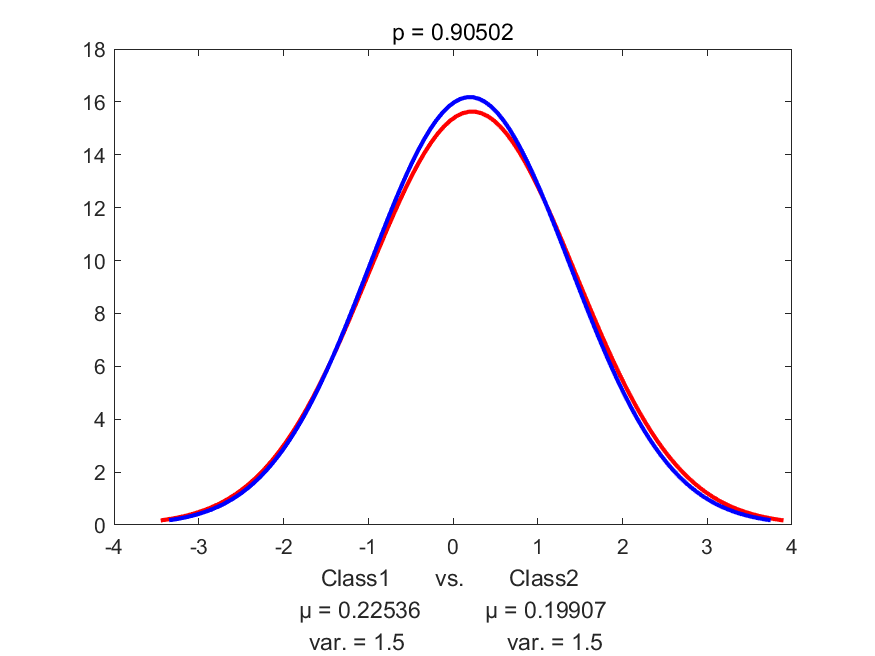 p = 0.90502
18
16
14
12
10
8
6
4
2
0
-4 -3 -2 -1 0 1 2 3 4
Class1 vs. Class2
μ = 0.22536 μ = 0.19907
var. = 1.5 var. = 1.5